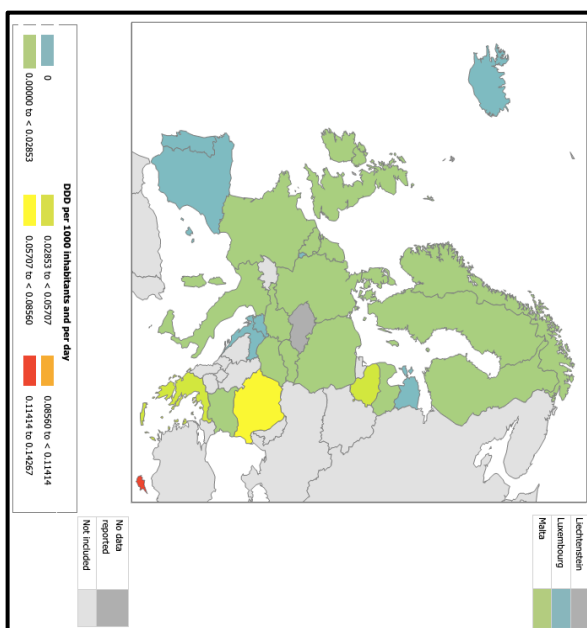 Liechtenstein
Luxembourg
Malta
No data
reported
Not included
DDD per 1000 inhabitants and per day
0
0.00000 to < 0.02853
0.02853 to < 0.05707
0.05707 to < 0.08560
0.08560 to < 0.11414
0.11414 to 0.14267